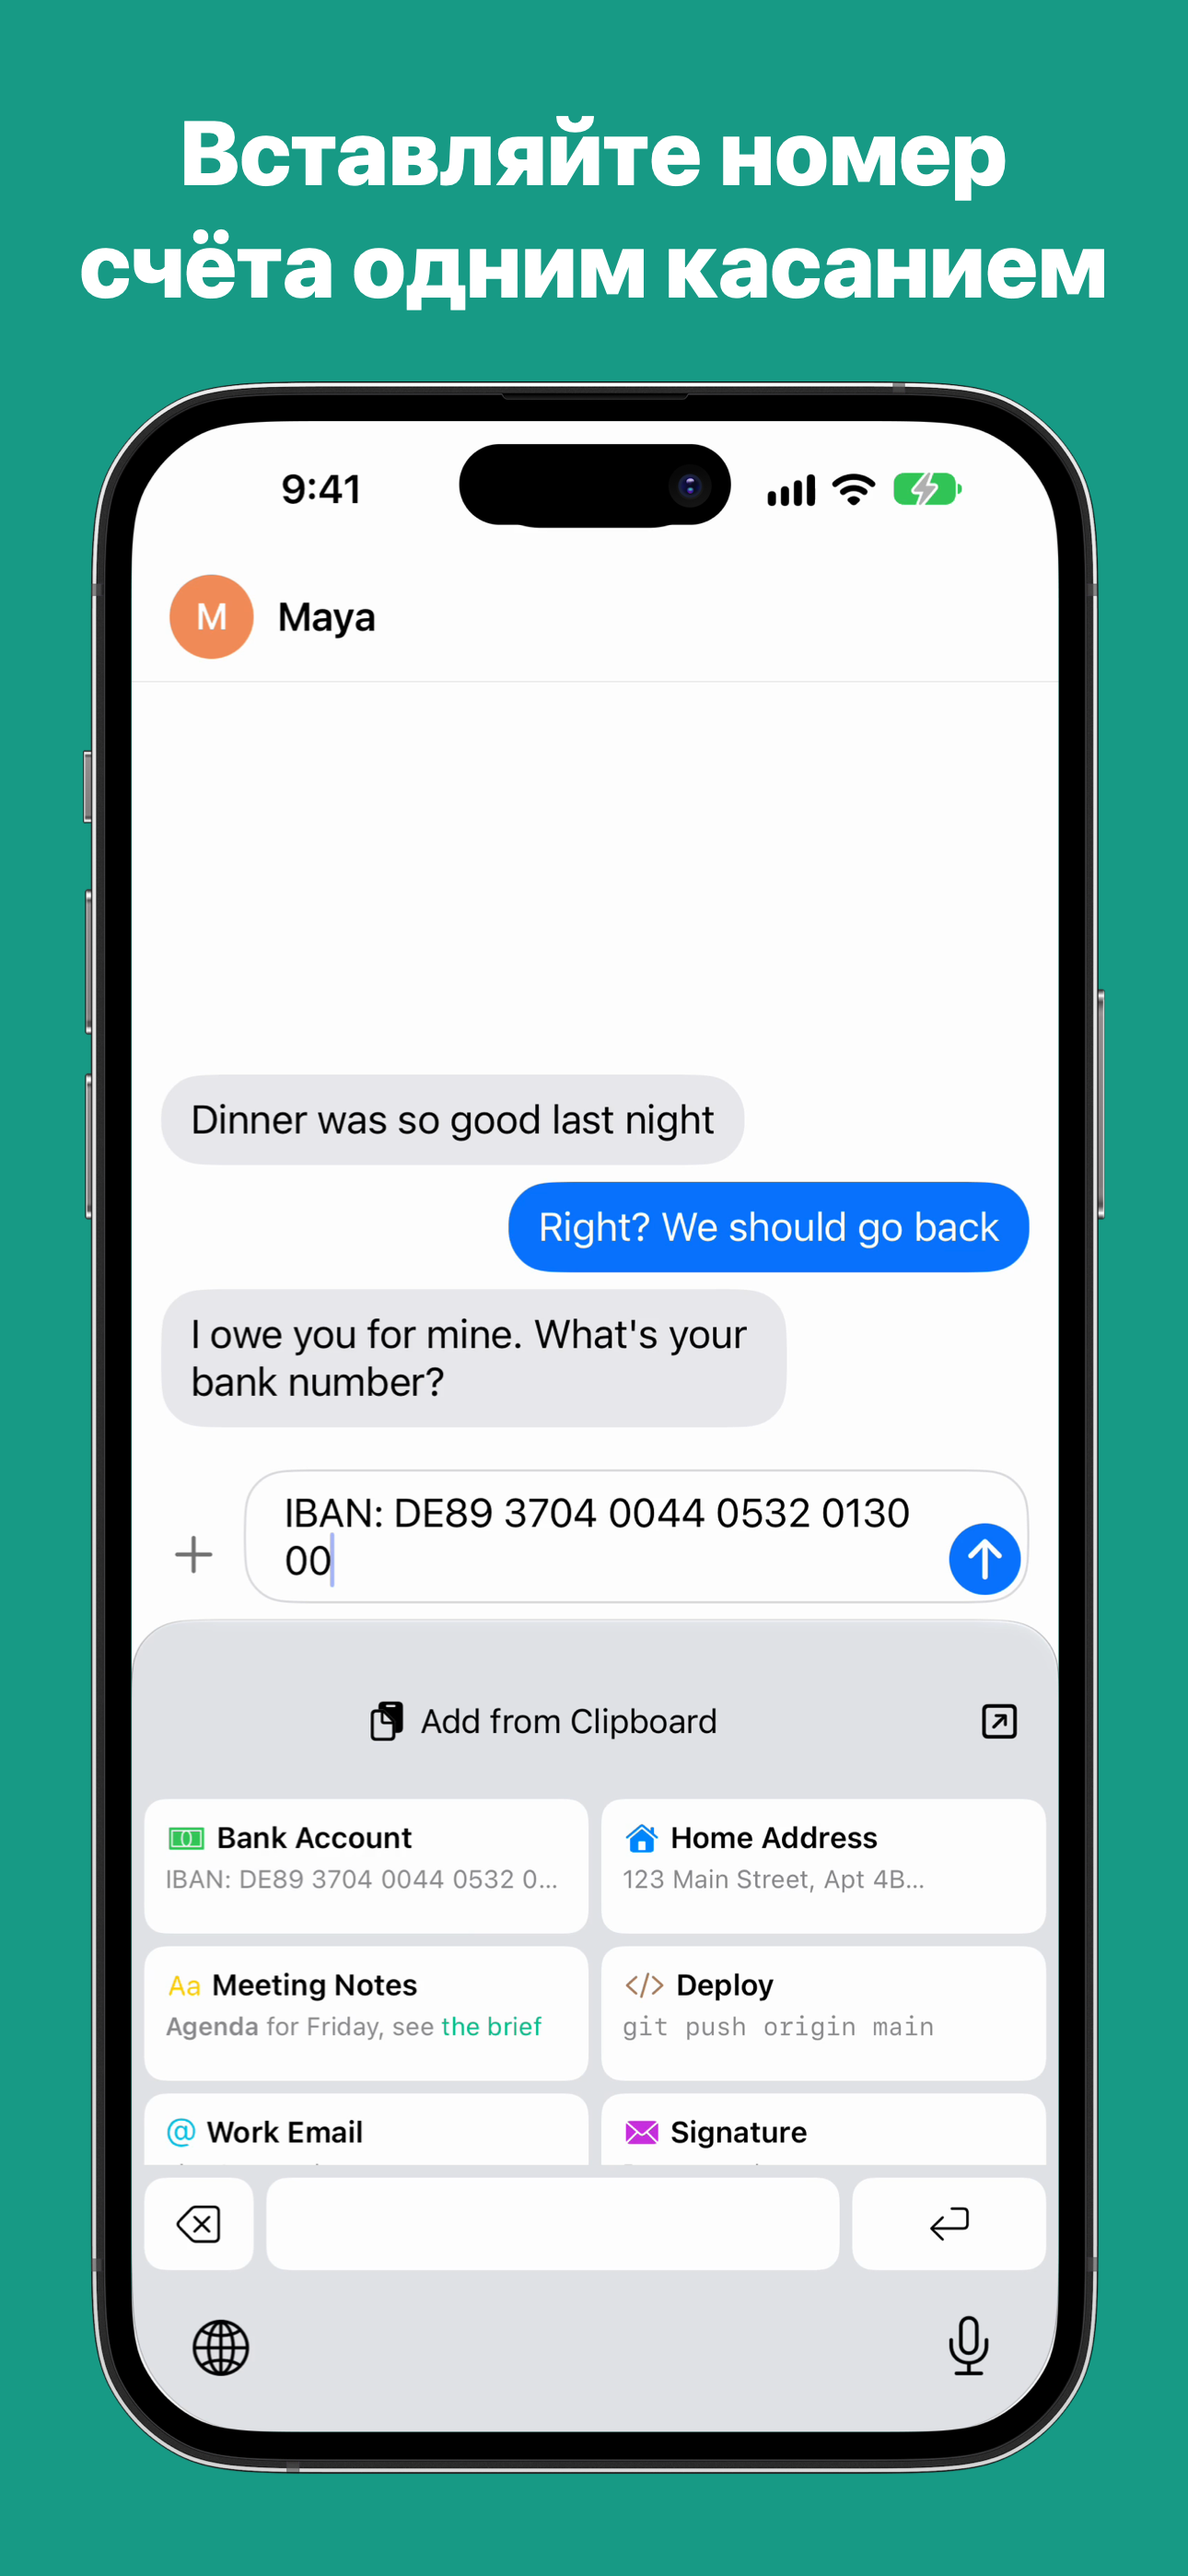 Вставляйте номер
счёта одним касанием
9:41
M
Maya
Dinner was so good last night
Right? We should go back
I owe you for mine. What's your
bank number?
IBAN: DE89 3704 0044 0532 0130
00
Add from Clipboard
Bank Account
IBAN: DE89 3704 0044 0532 0...
Home Address
123 Main Street, Apt 4B...
Aa Meeting Notes
Agenda for Friday, see the brief
</> Deploy
git push origin main
@ Work Email
Signature